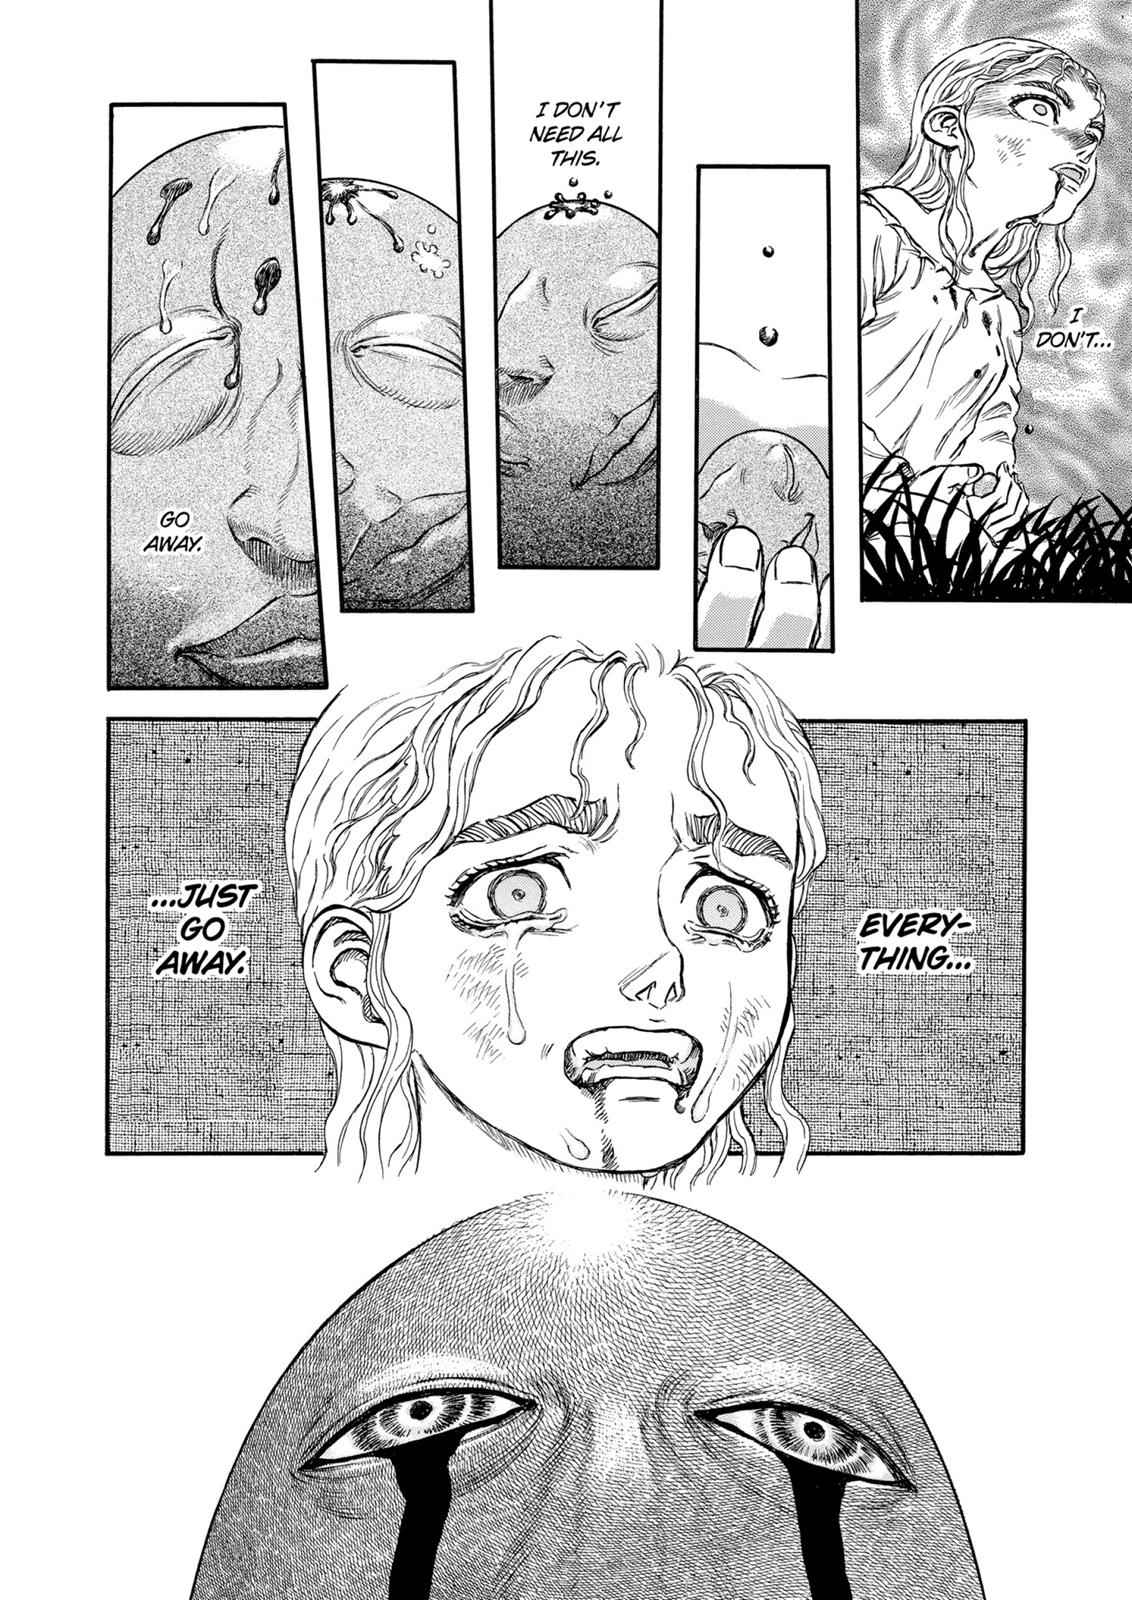 I
DON'T...
I DON'T
NEED ALL
THIS.
GO
AWAY.
EVERY-
THING...
...JUST
GO
AWAY.